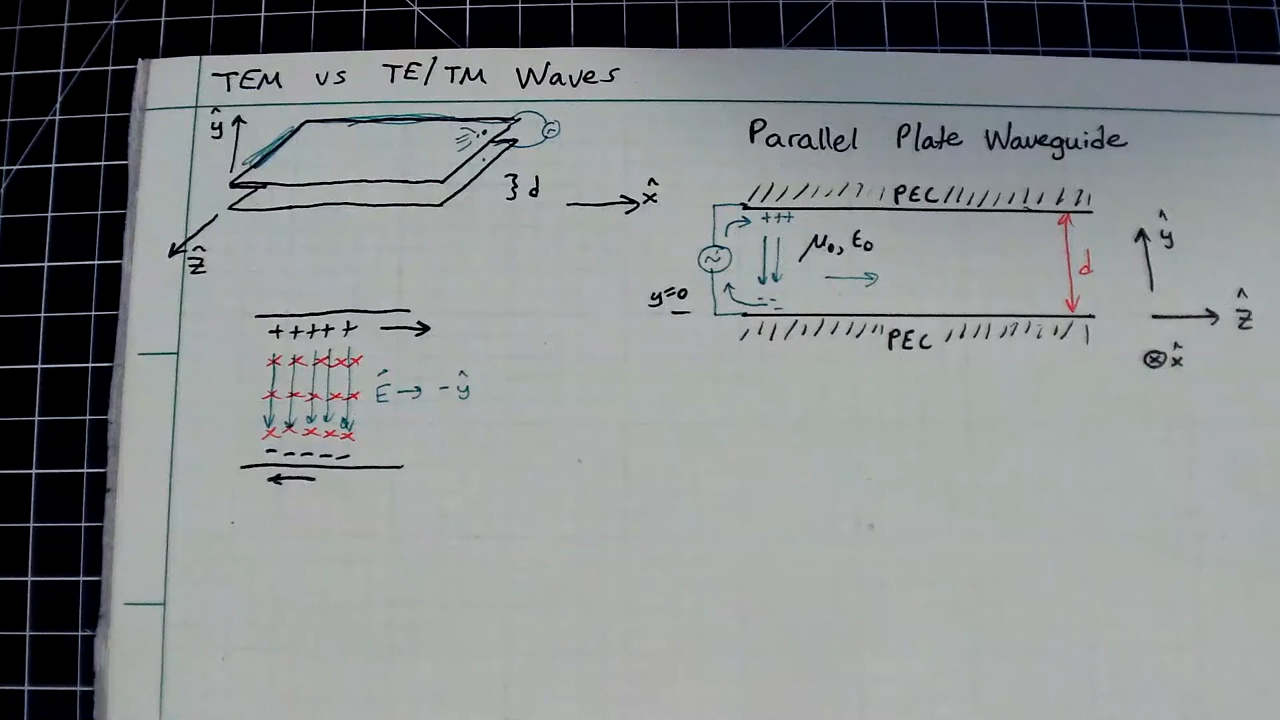 TEM vs TE/TM Waves
ŷ
} d
x̂
ẑ
Parallel Plate Waveguide
PEC
+++
μ₀, ε₀
d
ŷ
y=0
--
ẑ
PEC
⊗ x̂
+++++ →
E → -ŷ
-----
←